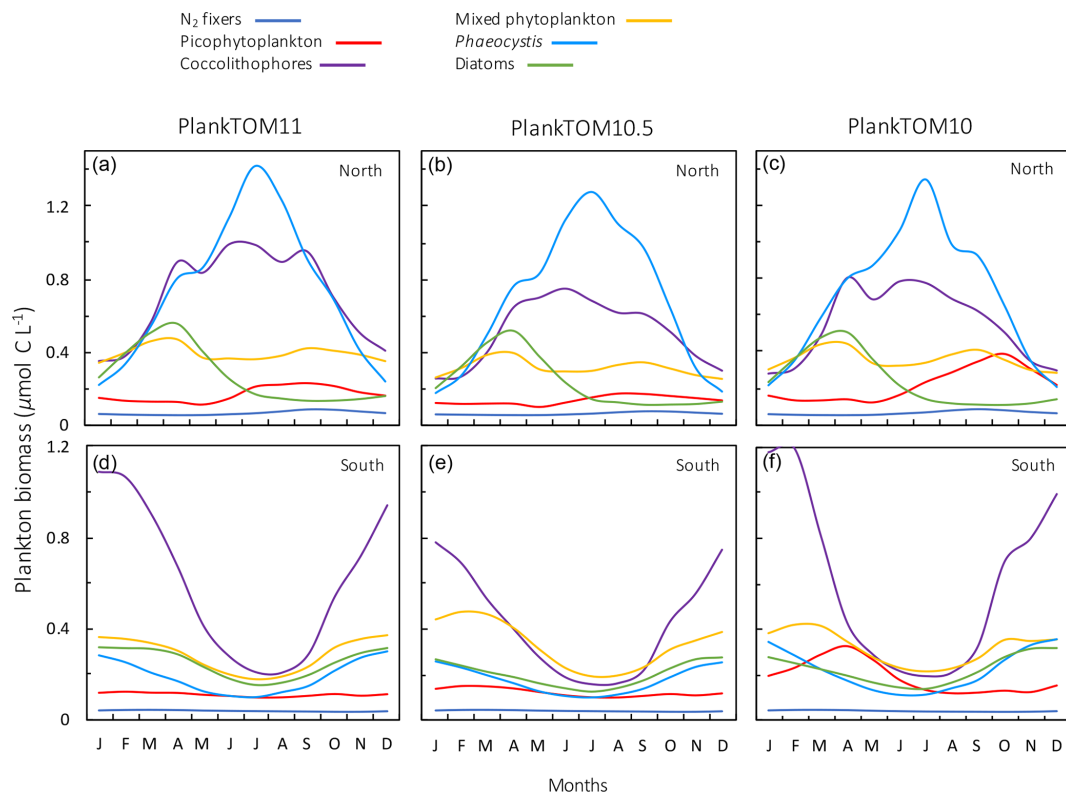 N₂ fixers Mixed phytoplankton
Picophytoplankton Phaeocystis
Coccolithophores Diatoms
PlankTOM11 PlankTOM10.5 PlankTOM10
(a) North (b) North (c) North
1.2
0.8
0.4
0
Plankton biomass (µmol C L⁻¹)
(d) South (e) South (f) South
1.2
0.8
0.4
0
J F M A M J J A S O N D J F M A M J J A S O N D J F M A M J J A S O N D
Months